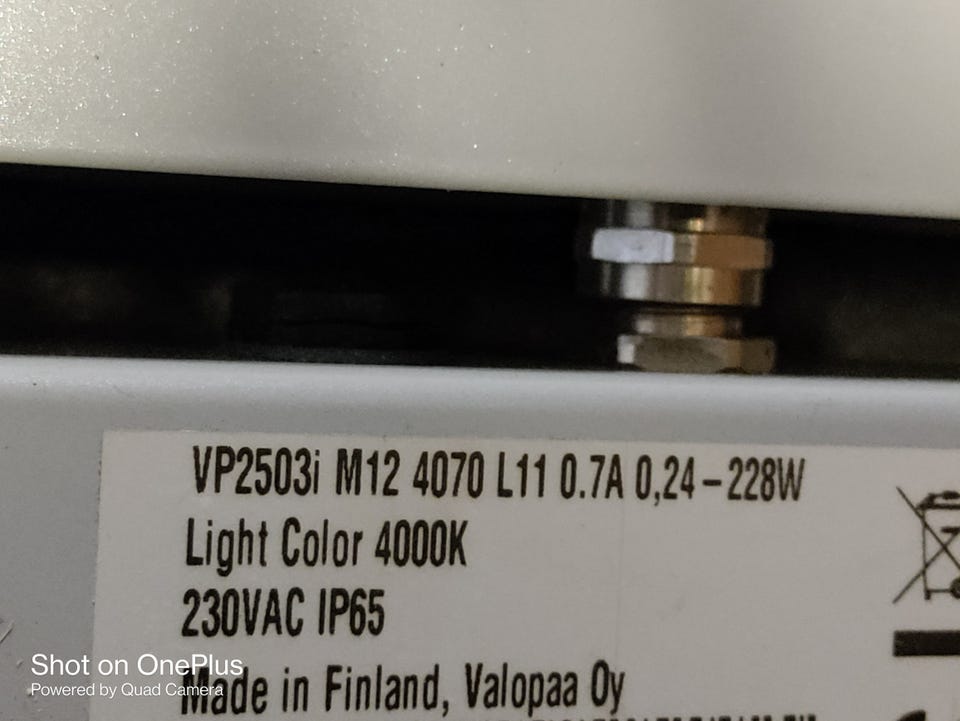 VP2503i M12 4070 L11 0.7A 0,24-228W
Light Color 4000K
230VAC IP65
Made in Finland, Valopaa Oy
Shot on OnePlus
Powered by Quad Camera